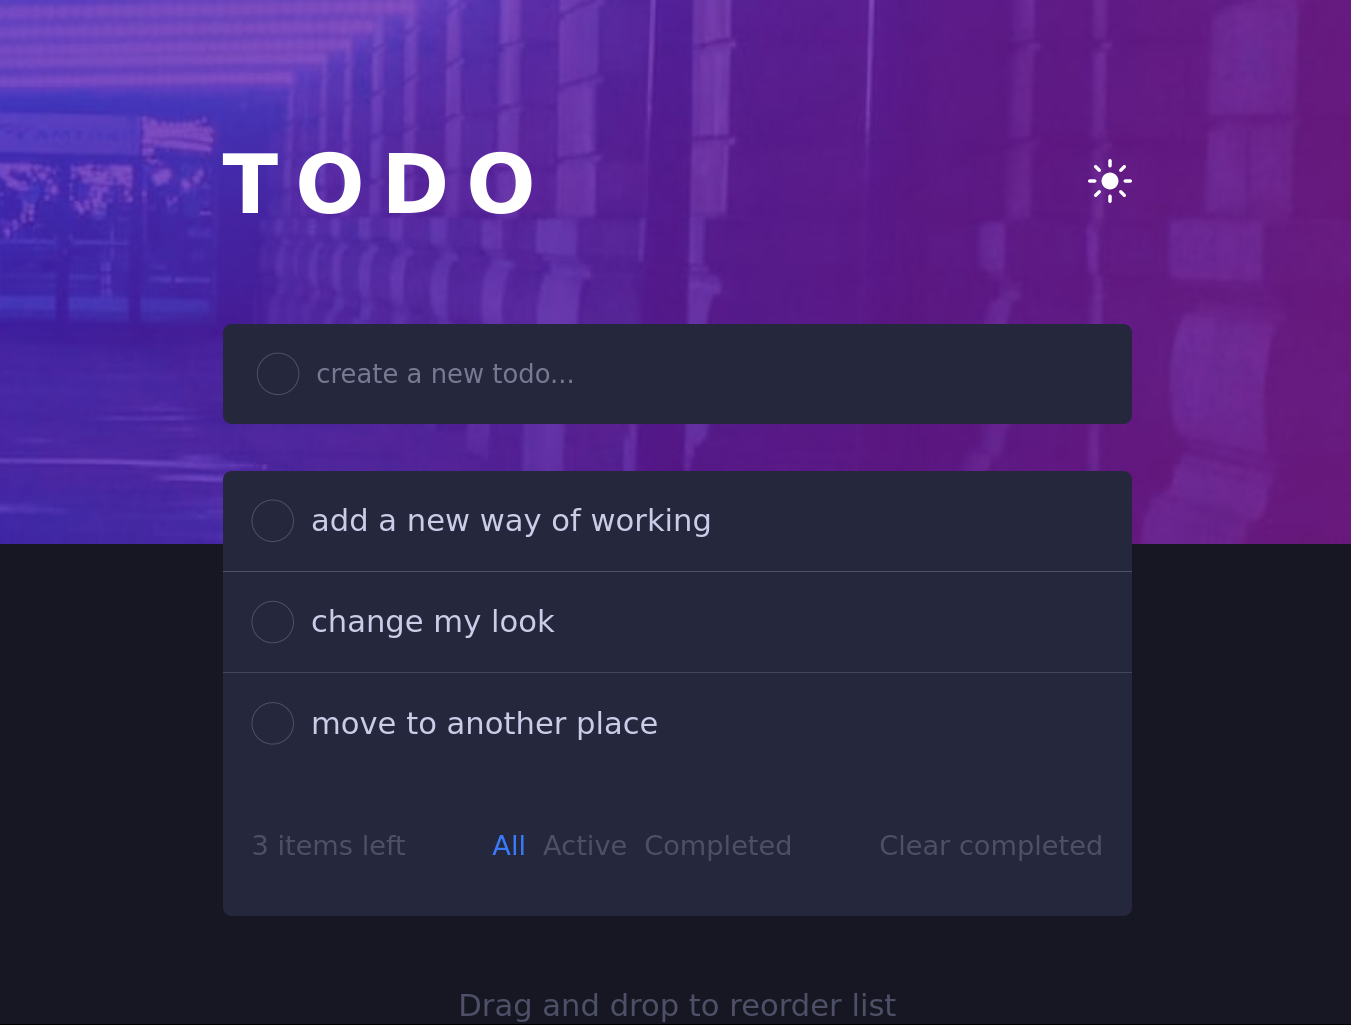 TODO
create a new todo...
add a new way of working
change my look
move to another place
3 items left All Active Completed Clear completed
Drag and drop to reorder list